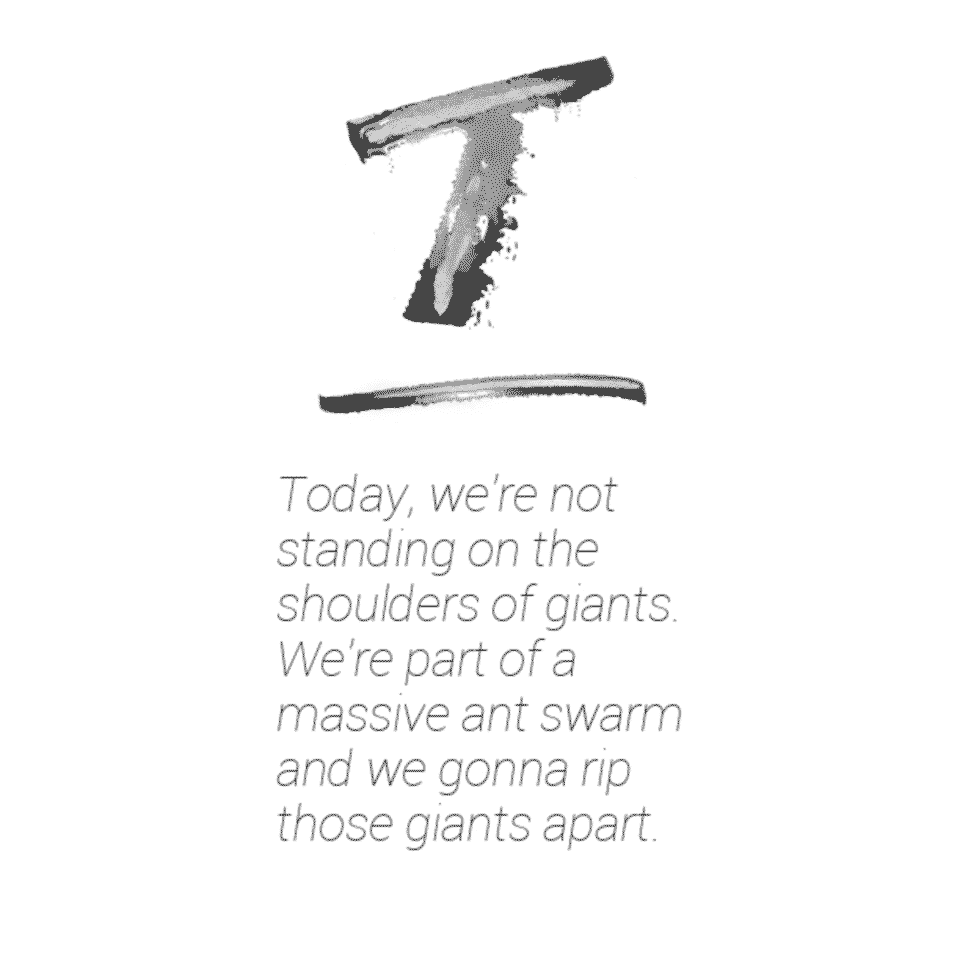 T
Today, we're not
standing on the
shoulders of giants.
We're part of a
massive ant swarm
and we gonna rip
those giants apart.